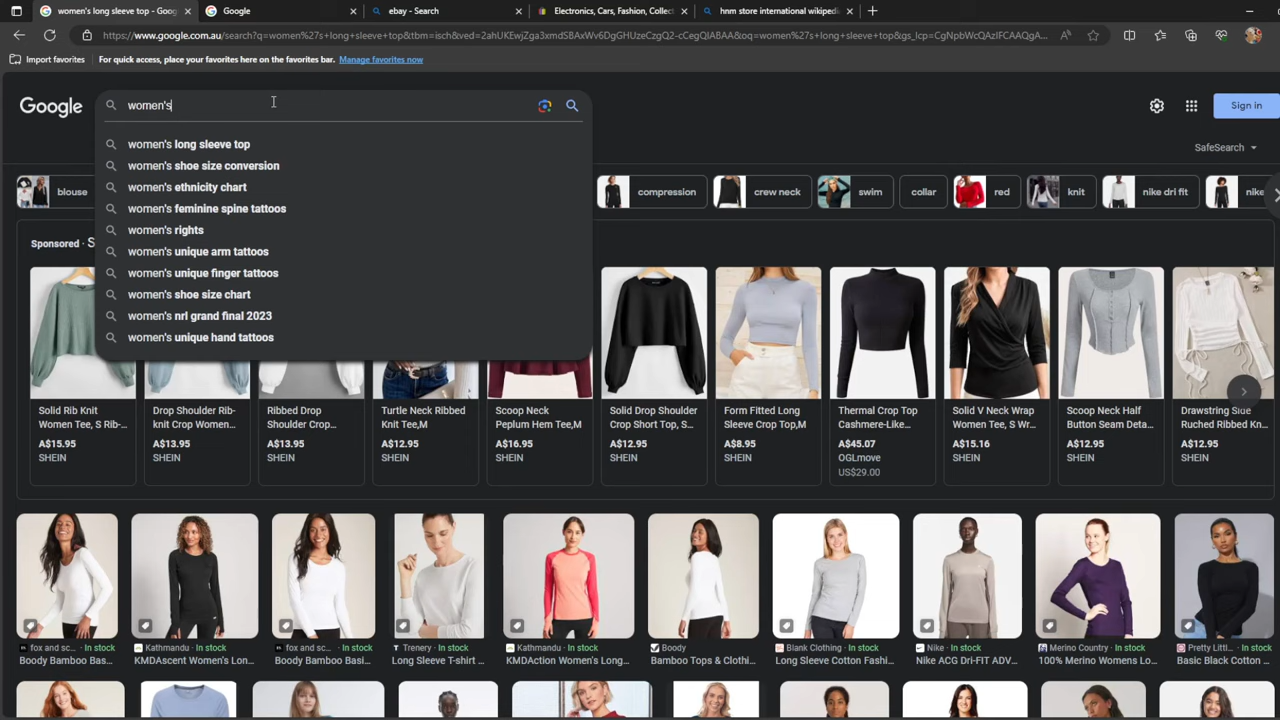 women's long sleeve top - Goog
Google
ebay - Search
Electronics, Cars, Fashion, Collect
hnm store international wikiped
https://www.google.com.au/search?q=women%27s+long+sleeve+top&tbm=isch&ved=2ahUKEwjZga3xmdSBAxWv6DgGHUzeCzgQ2-cCegQIABAA&oq=women%27s+long+sleeve+top&gs_lcp=CgNpbWcQAzIFCAAQgA...
Import favorites
For quick access, place your favorites here on the favorites bar. Manage favorites now
Google
women's
Sign in
women's long sleeve top
women's shoe size conversion
women's ethnicity chart
women's feminine spine tattoos
women's rights
women's unique arm tattoos
women's unique finger tattoos
women's shoe size chart
women's nrl grand final 2023
women's unique hand tattoos
SafeSearch
blouse
compression
crew neck
swim
collar
red
knit
nike dri fit
nike
Sponsored · S
Solid Rib Knit
Women Tee, S Rib-...
A$15.95
SHEIN
Drop Shoulder Rib-
knit Crop Women...
A$13.95
SHEIN
Ribbed Drop
Shoulder Crop...
A$13.95
SHEIN
Turtle Neck Ribbed
Knit Tee,M
A$12.95
SHEIN
Scoop Neck
Peplum Hem Tee,M
A$16.95
SHEIN
Solid Drop Shoulder
Crop Short Top, S...
A$12.95
SHEIN
Form Fitted Long
Sleeve Crop Top,M
A$8.95
SHEIN
Thermal Crop Top
Cashmere-Like...
A$45.07
OGLmove
US$29.00
Solid V Neck Wrap
Women Tee, S Wr...
A$15.16
SHEIN
Scoop Neck Half
Button Seam Deta...
A$12.95
SHEIN
Drawstring Side
Ruched Ribbed Kn...
A$12.95
SHEIN
fox and sc... · In stock
Boody Bamboo Bas...
Kathmandu · In stock
KMDAscent Women's Lon...
fox and sc... · In stock
Boody Bamboo Basi...
Trenery · In stock
Long Sleeve T-shirt ...
Kathmandu · In stock
KMDAction Women's Long...
Boody
Bamboo Tops & Clothi...
Blank Clothing · In stock
Long Sleeve Cotton Fashi...
Nike · In stock
Nike ACG Dri-FIT ADV...
Merino Country · In stock
100% Merino Womens Lo...
Pretty Littl... · In stock
Basic Black Cotton ...